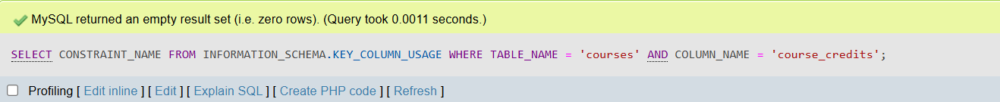 MySQL returned an empty result set (i.e. zero rows). (Query took 0.0011 seconds.)
SELECT CONSTRAINT_NAME FROM INFORMATION_SCHEMA.KEY_COLUMN_USAGE WHERE TABLE_NAME = 'courses' AND COLUMN_NAME = 'course_credits';
Profiling [ Edit inline ] [ Edit ] [ Explain SQL ] [ Create PHP code ] [ Refresh ]